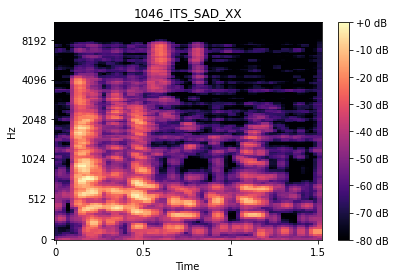 1046_ITS_SAD_XX
8192
4096
2048
1024
512
0
Hz
0
0.5
1
1.5
Time
+0 dB
-10 dB
-20 dB
-30 dB
-40 dB
-50 dB
-60 dB
-70 dB
-80 dB